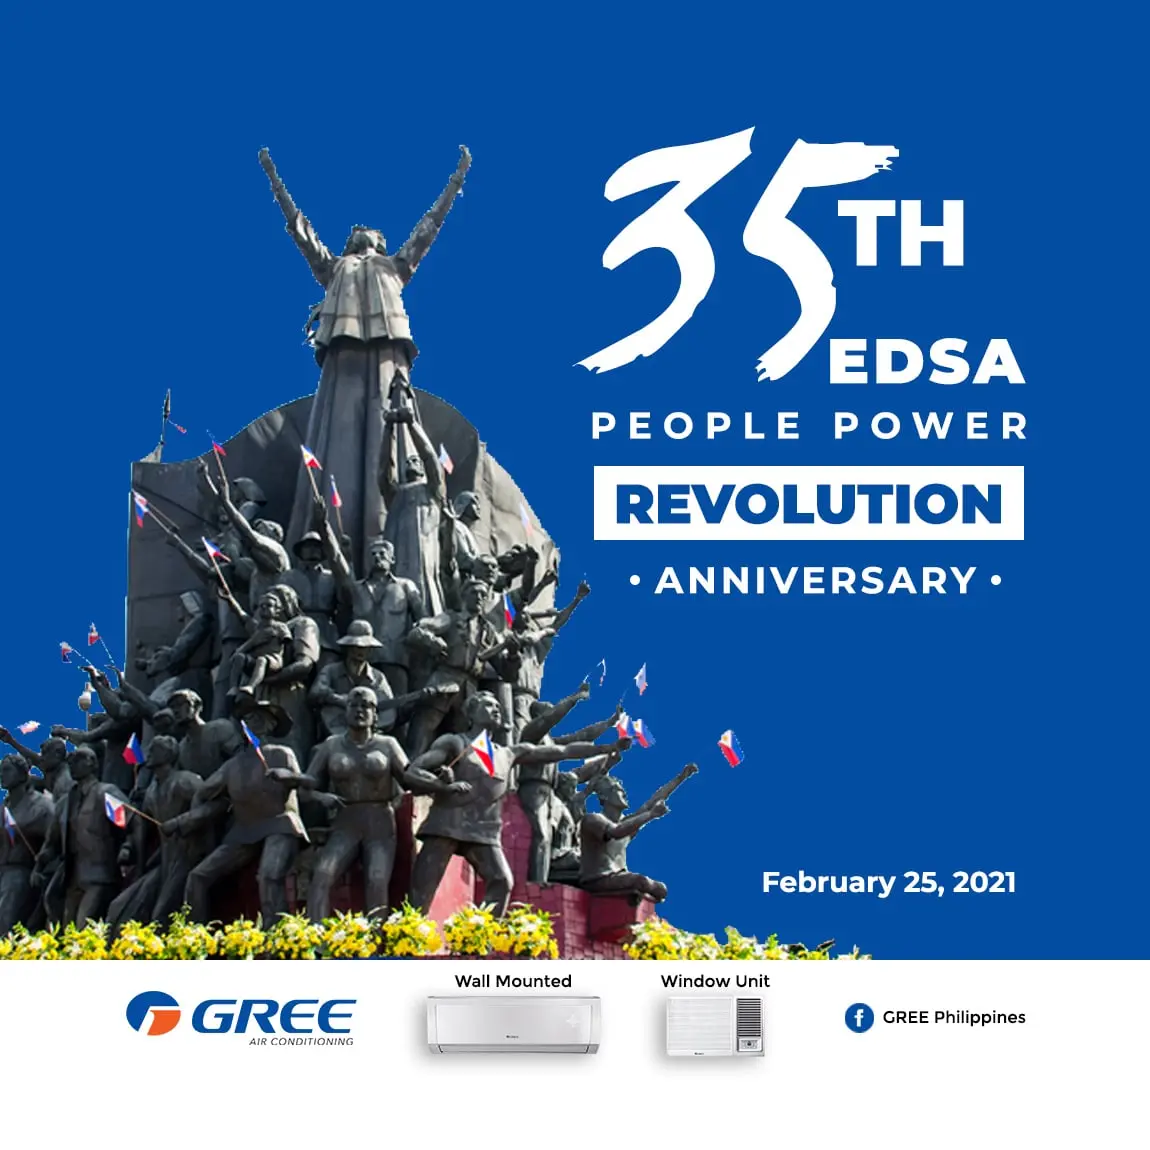 35TH
EDSA
PEOPLE POWER
REVOLUTION
• ANNIVERSARY •
February 25, 2021
GREE
AIR CONDITIONING
Wall Mounted
Window Unit
f GREE Philippines